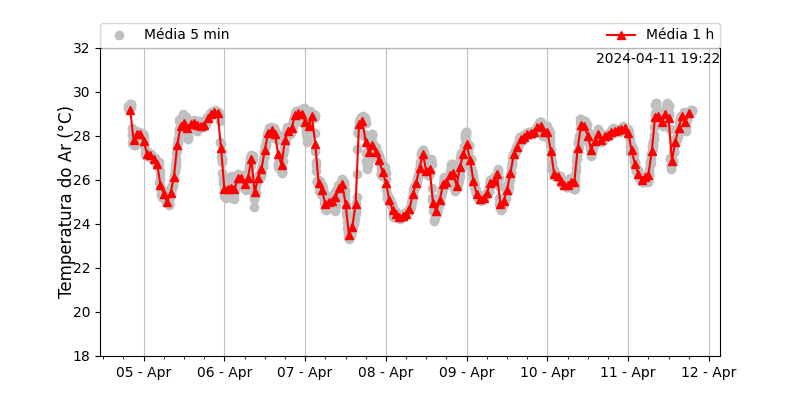 Média 5 min
Média 1 h
2024-04-11 19:22
Temperatura do Ar (°C)
32
30
28
26
24
22
20
18
05 - Apr
06 - Apr
07 - Apr
08 - Apr
09 - Apr
10 - Apr
11 - Apr
12 - Apr